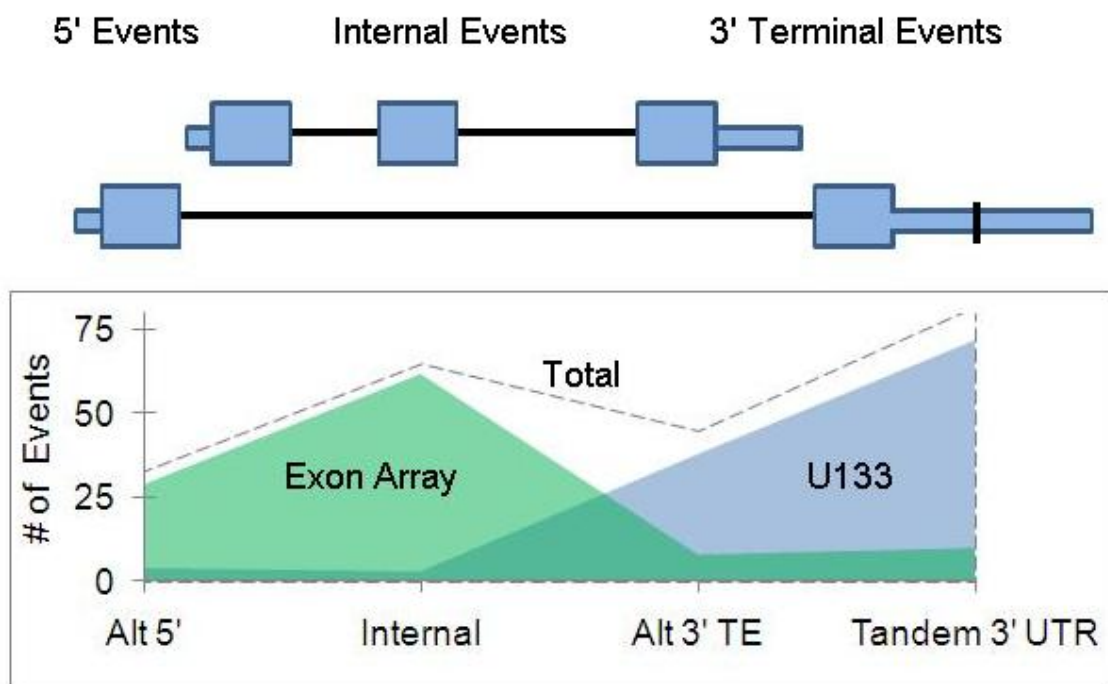 5' Events Internal Events 3' Terminal Events
# of Events
75
50
25
0
Total
Exon Array
U133
Alt 5' Internal Alt 3' TE Tandem 3' UTR